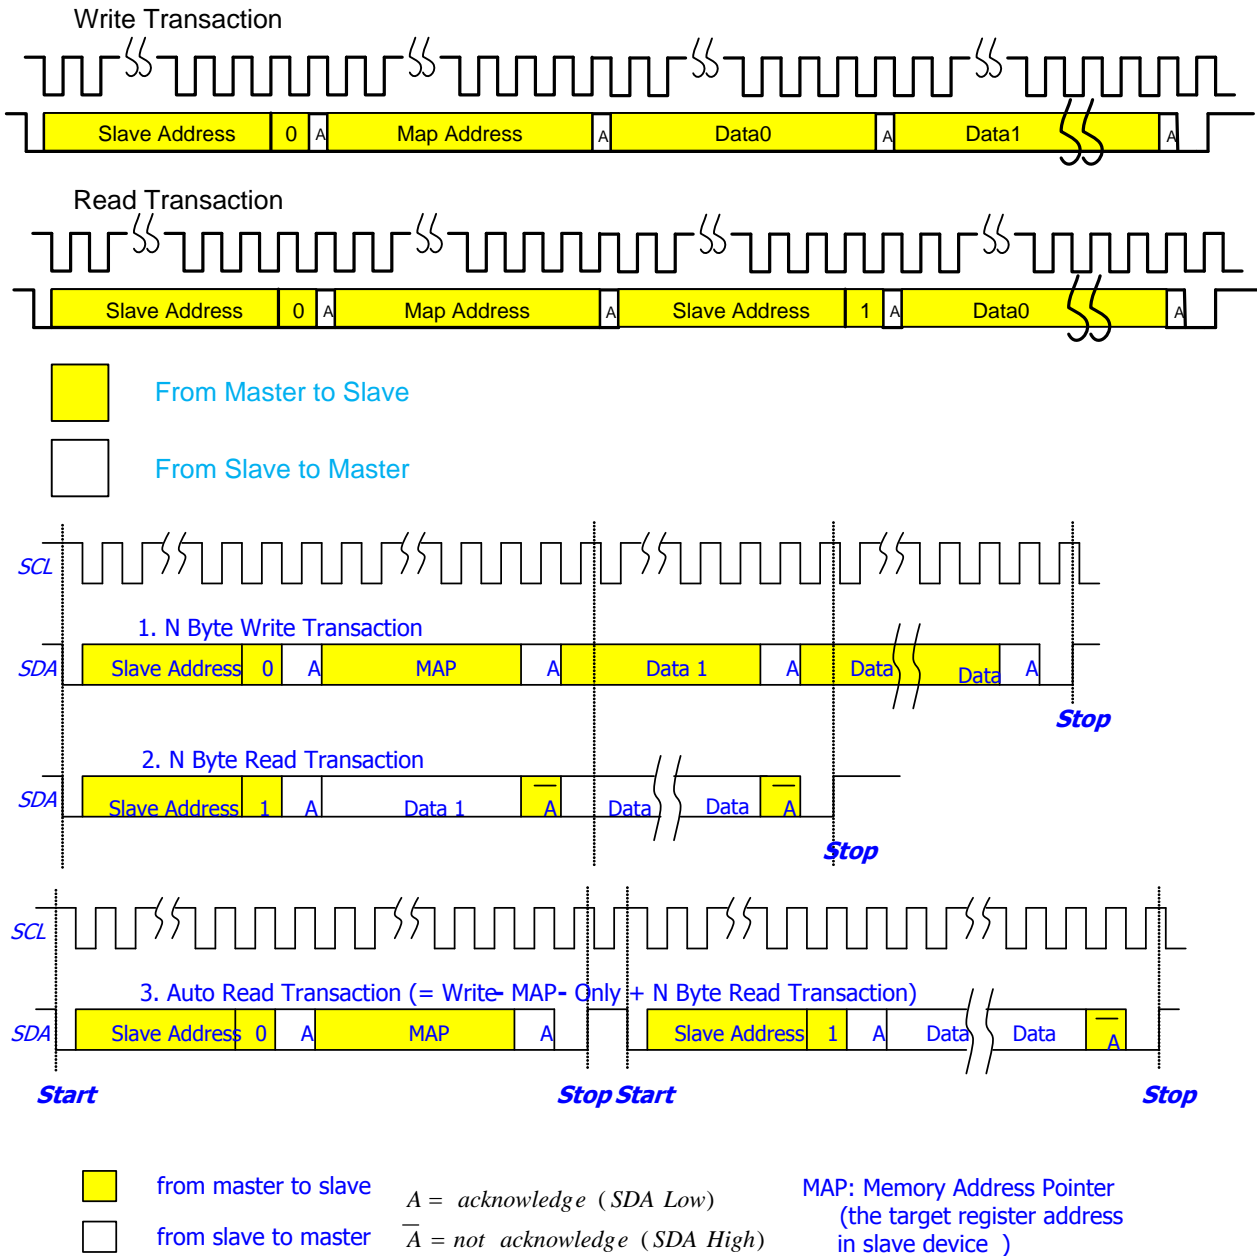 Write Transaction
Slave Address 0 A Map Address A Data0 A Data1 A
Read Transaction
Slave Address 0 A Map Address A Slave Address 1 A Data0 A
From Master to Slave
From Slave to Master
SCL
1. N Byte Write Transaction
SDA Slave Address 0 A MAP A Data 1 A Data Data A
Stop
2. N Byte Read Transaction
SDA Slave Address 1 A Data 1 A̅ Data Data A̅
Stop
SCL
3. Auto Read Transaction (= Write- MAP- Only + N Byte Read Transaction)
SDA Slave Address 0 A MAP A Slave Address 1 A Data Data A̅
Start Stop Start Stop
from master to slave
from slave to master
A = acknowledge (SDA Low)
A̅ = not acknowledge (SDA High)
MAP: Memory Address Pointer
(the target register address
in slave device )